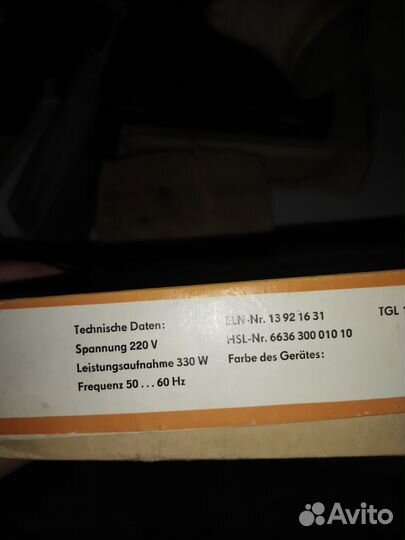 Technische Daten:
Spannung 220 V
Leistungsaufnahme 330 W
Frequenz 50 ... 60 Hz
ELN-Nr. 13 92 16 31
HSL-Nr. 6636 300 010 10
Farbe des Gerätes:
TGL
Avito